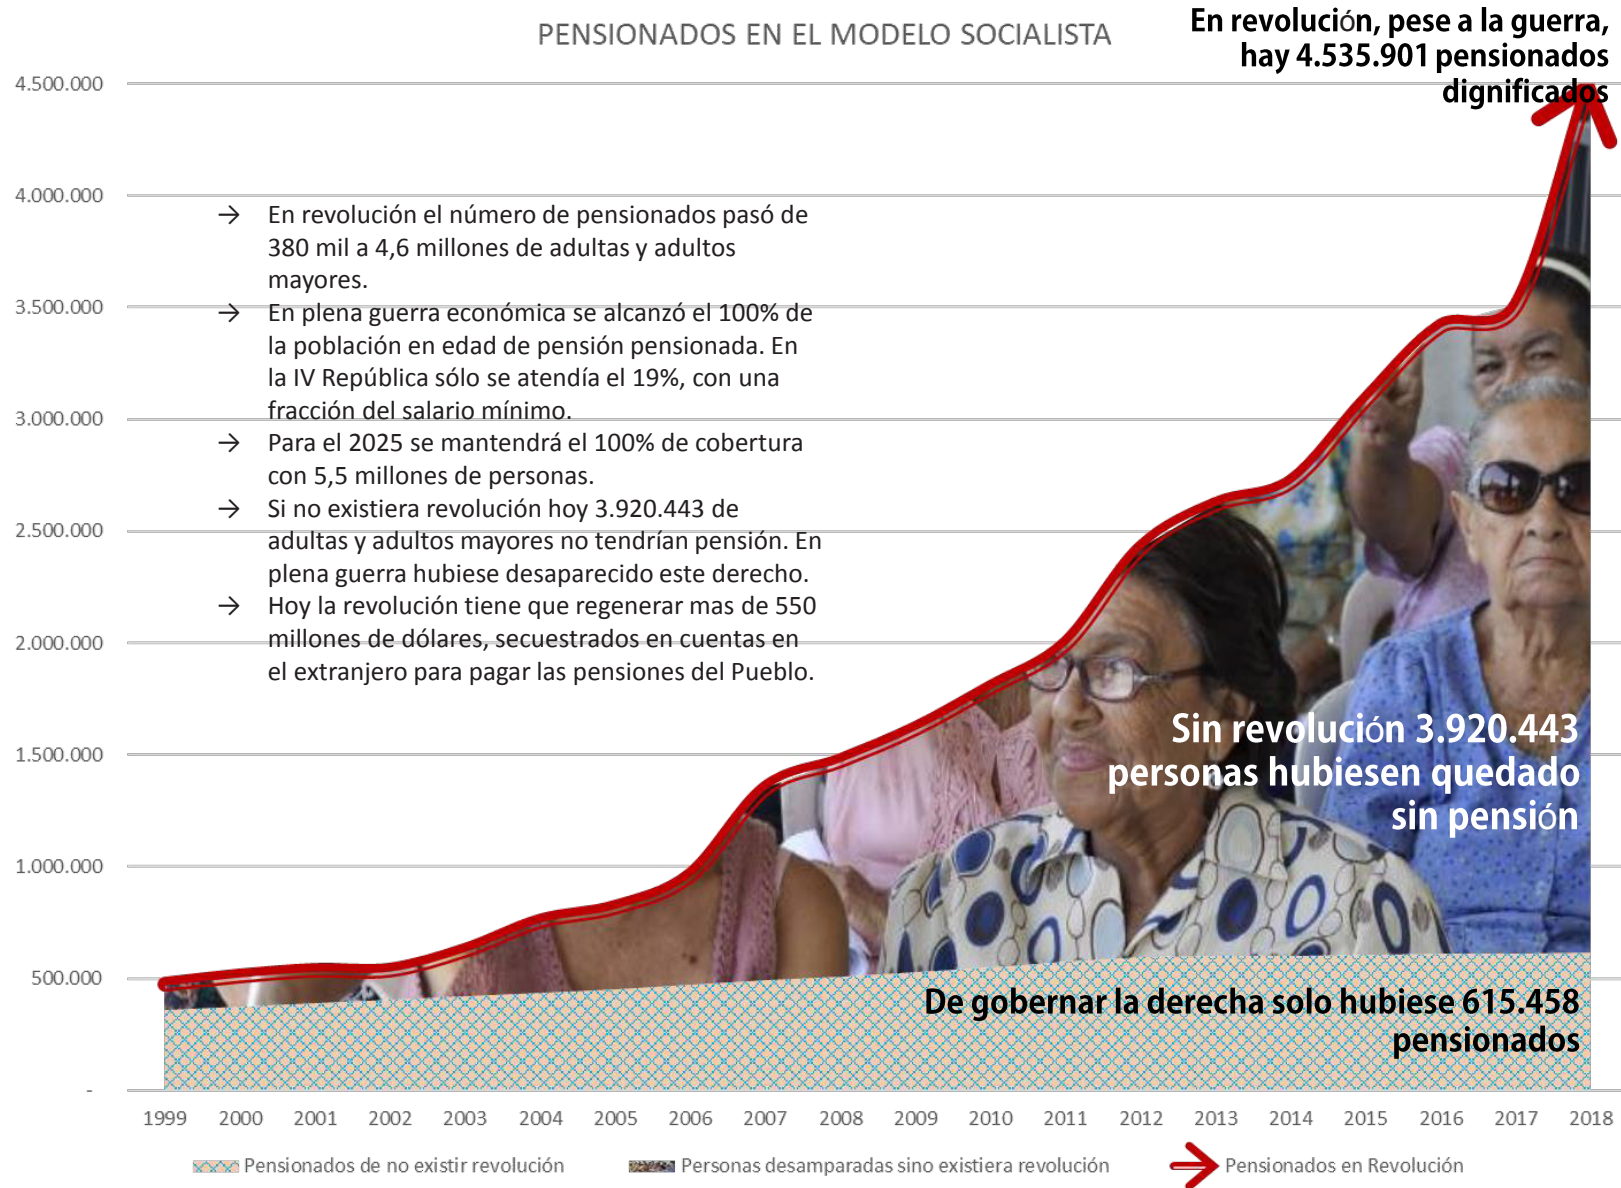 PENSIONADOS EN EL MODELO SOCIALISTA
En revolución, pese a la guerra,
hay 4.535.901 pensionados
dignificados
4.500.000
4.000.000
3.500.000
3.000.000
2.500.000
2.000.000
1.500.000
1.000.000
500.000
-
→ En revolución el número de pensionados pasó de
380 mil a 4,6 millones de adultas y adultos
mayores.
→ En plena guerra económica se alcanzó el 100% de
la población en edad de pensión pensionada. En
la IV República sólo se atendía el 19%, con una
fracción del salario mínimo.
→ Para el 2025 se mantendrá el 100% de cobertura
con 5,5 millones de personas.
→ Si no existiera revolución hoy 3.920.443 de
adultas y adultos mayores no tendrían pensión. En
plena guerra hubiese desaparecido este derecho.
→ Hoy la revolución tiene que regenerar mas de 550
millones de dólares, secuestrados en cuentas en
el extranjero para pagar las pensiones del Pueblo.
Sin revolución 3.920.443
personas hubiesen quedado
sin pensión
De gobernar la derecha solo hubiese 615.458
pensionados
1999 2000 2001 2002 2003 2004 2005 2006 2007 2008 2009 2010 2011 2012 2013 2014 2015 2016 2017 2018
Pensionados de no existir revolución
Personas desamparadas sino existiera revolución
Pensionados en Revolución